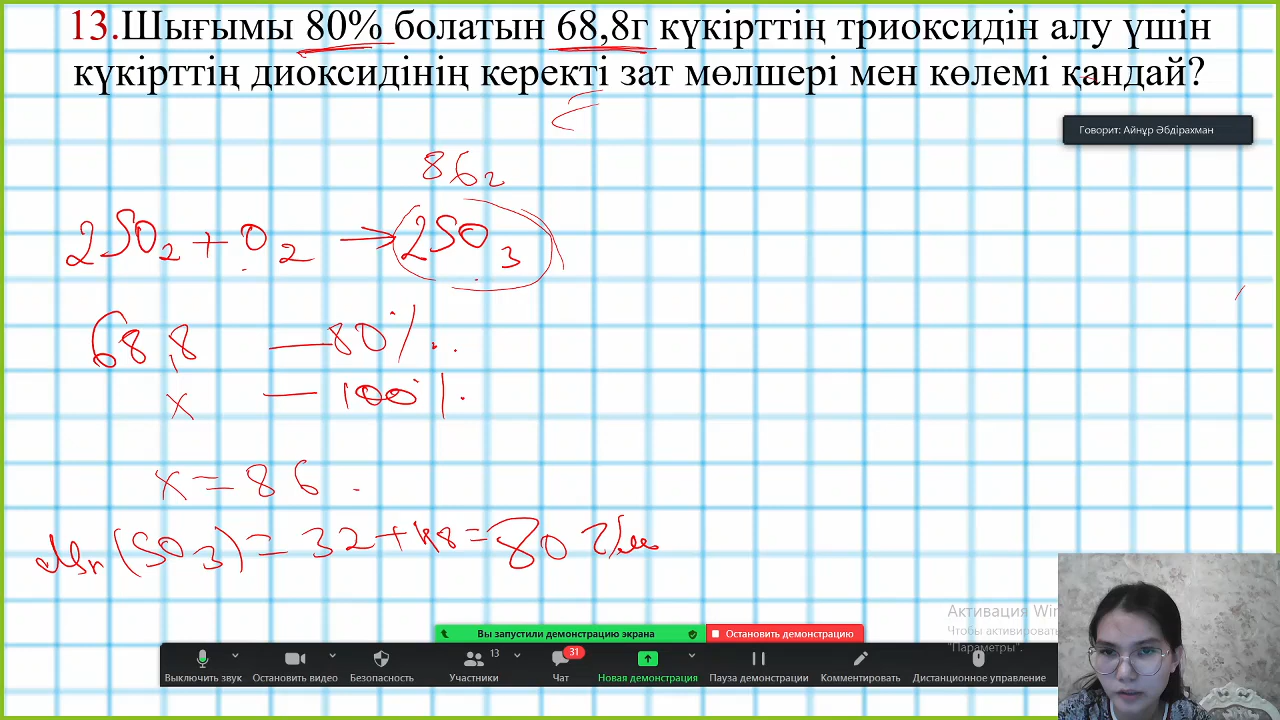 13.Шығымы 80% болатын 68,8г күкірттің триоксидін алу үшін
күкірттің диоксидінің керекті зат мөлшері мен көлемі қандай?
Говорит: Айнұр Әбдірахман
86г
2SO2 + O2 → 2SO3
68,8 — 80%
x — 100%
x = 86
Mr(SO3) = 32 + 48 = 80 г/м
Активация Win
Чтобы активировать
"Параметры".
Вы запустили демонстрацию экрана
Остановить демонстрацию
13
31
Выключить звук
Остановить видео
Безопасность
Участники
Чат
Новая демонстрация
Пауза демонстрации
Комментировать
Дистанционное управление